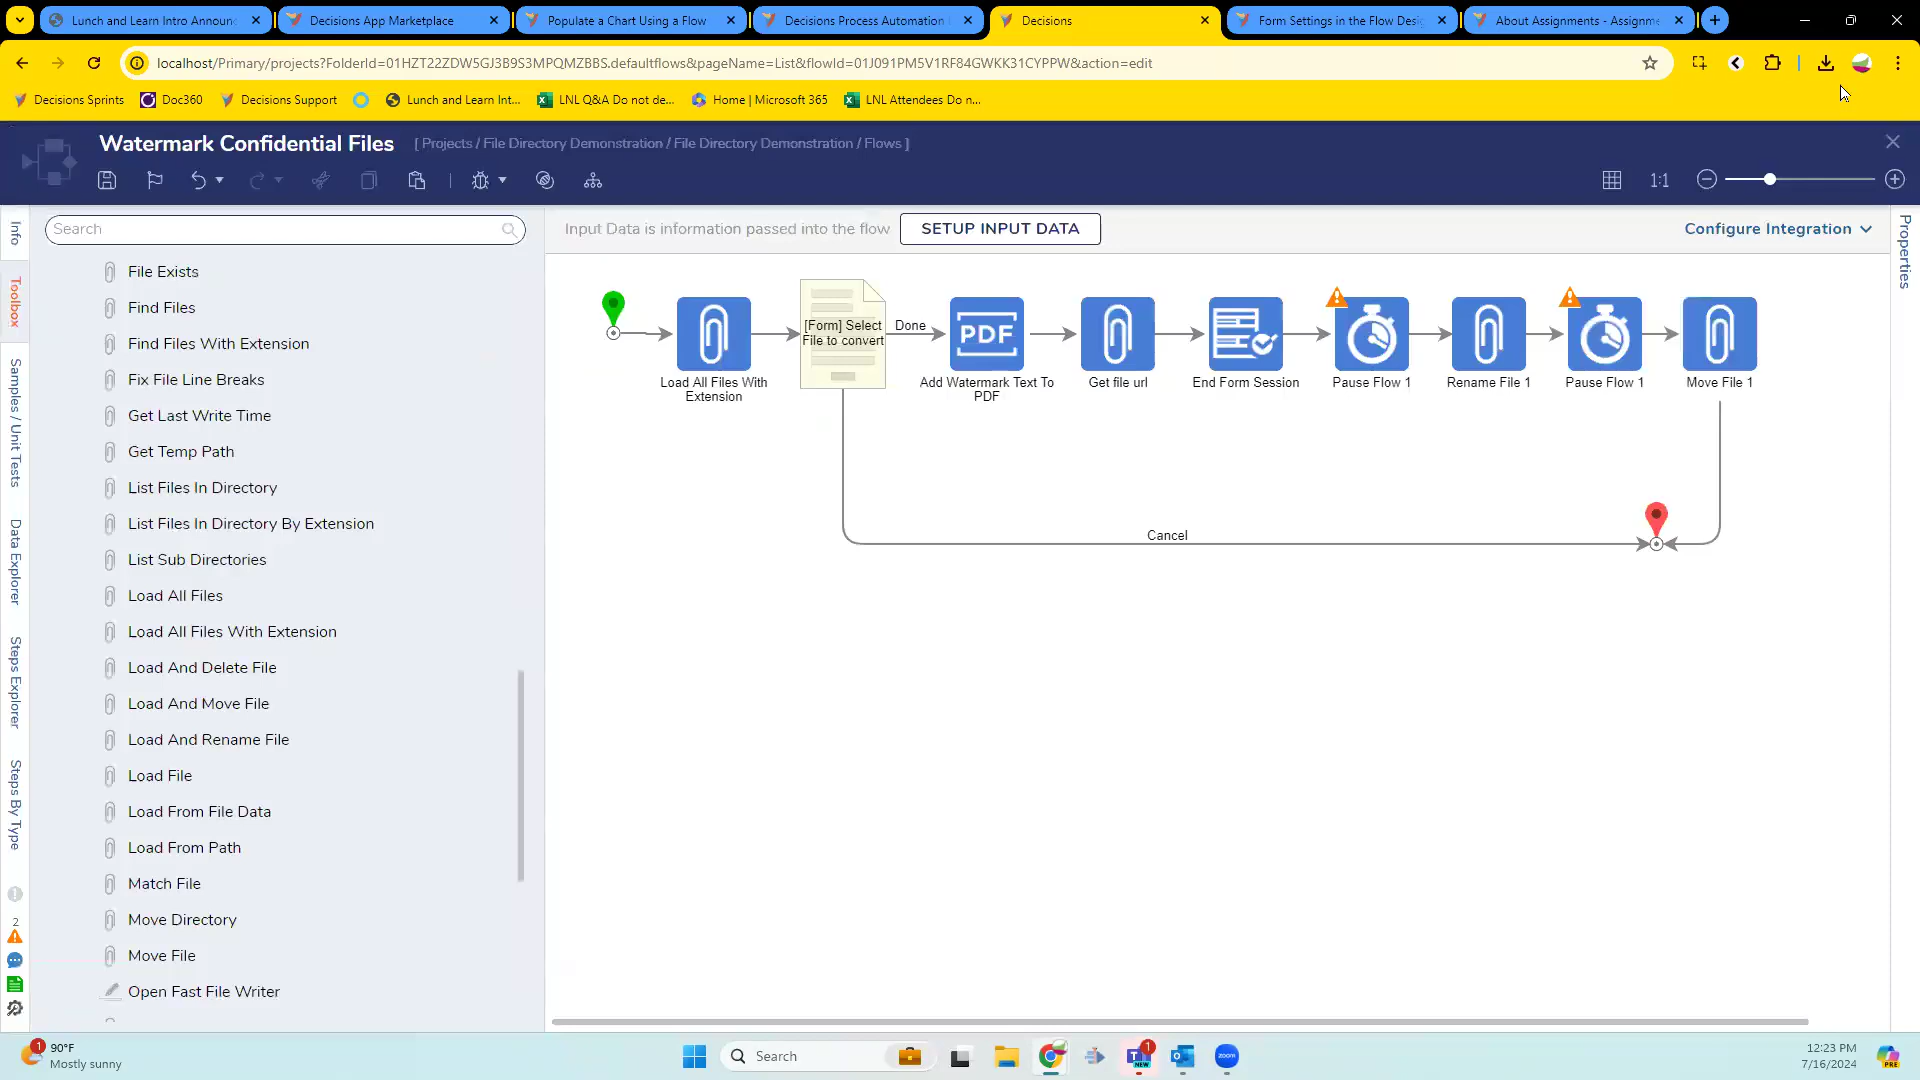 Lunch and Learn Intro Announ
Decisions App Marketplace
Populate a Chart Using a Flow
Decisions Process Automation
Decisions
Form Settings in the Flow Desi
About Assignments - Assignme
localhost/Primary/projects?FolderId=01HZT22ZDW5GJ3B9S3MPQMZBBS.defaultflows&pageName=List&flowId=01J091PM5V1RF84GWKK31CYPPW&action=edit
Decisions Sprints
Doc360
Decisions Support
Lunch and Learn Int...
LNL Q&A Do not de...
Home | Microsoft 365
LNL Attendees Do n...
Watermark Confidential Files
[ Projects / File Directory Demonstration / File Directory Demonstration / Flows ]
1:1
Info
Toolbox
Samples / Unit Tests
Data Explorer
Steps Explorer
Steps By Type
2
Search
File Exists
Find Files
Find Files With Extension
Fix File Line Breaks
Get Last Write Time
Get Temp Path
List Files In Directory
List Files In Directory By Extension
List Sub Directories
Load All Files
Load All Files With Extension
Load And Delete File
Load And Move File
Load And Rename File
Load File
Load From File Data
Load From Path
Match File
Move Directory
Move File
Open Fast File Writer
Input Data is information passed into the flow
SETUP INPUT DATA
Configure Integration
Properties
Load All Files With
Extension
[Form] Select
File to convert
Done
PDF
Add Watermark Text To
PDF
Get file url
End Form Session
Pause Flow 1
Rename File 1
Pause Flow 1
Move File 1
Cancel
1
90°F
Mostly sunny
Search
NEW
1
zoom
12:23 PM
7/16/2024
PRE